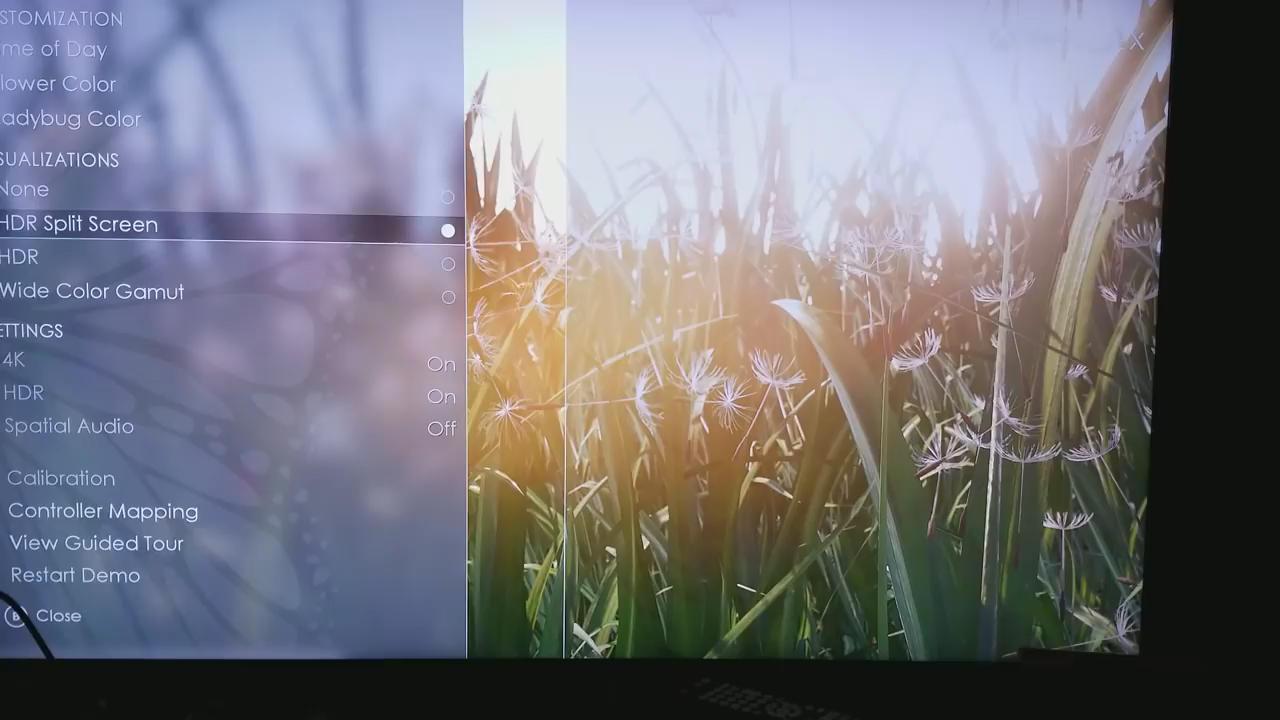 STOMIZATION
me of Day
lower Color
adybug Color
SUALIZATIONS
None
HDR Split Screen
HDR
Wide Color Gamut
ETTINGS
4K On
HDR On
Spatial Audio Off
Calibration
Controller Mapping
View Guided Tour
Restart Demo
B Close